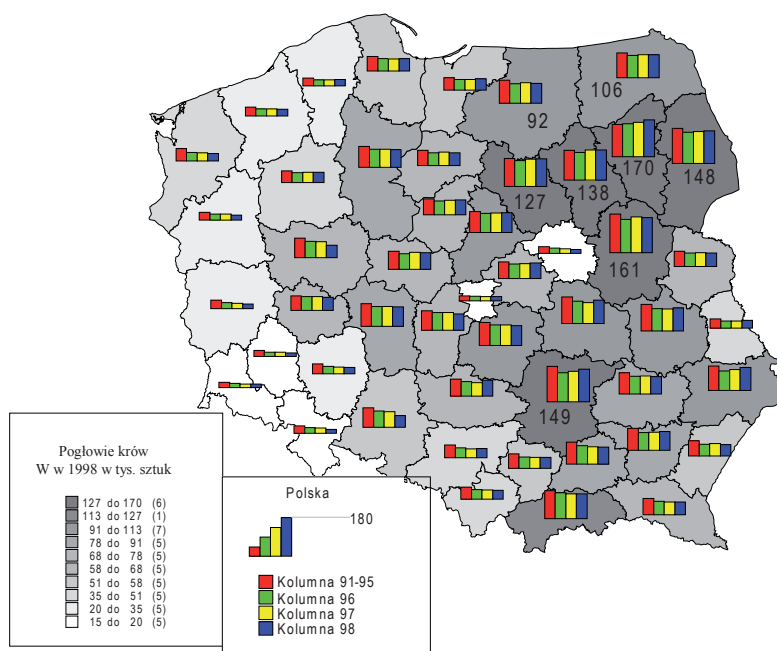 106
92
170
148
138
127
161
149
Pogłowie krów
W w 1998 w tys. sztuk
127 do 170 (6)
113 do 127 (1)
91 do 113 (7)
78 do 91 (5)
68 do 78 (5)
58 do 68 (5)
51 do 58 (5)
35 do 51 (5)
20 do 35 (5)
15 do 20 (5)
Polska
180
Kolumna 91-95
Kolumna 96
Kolumna 97
Kolumna 98